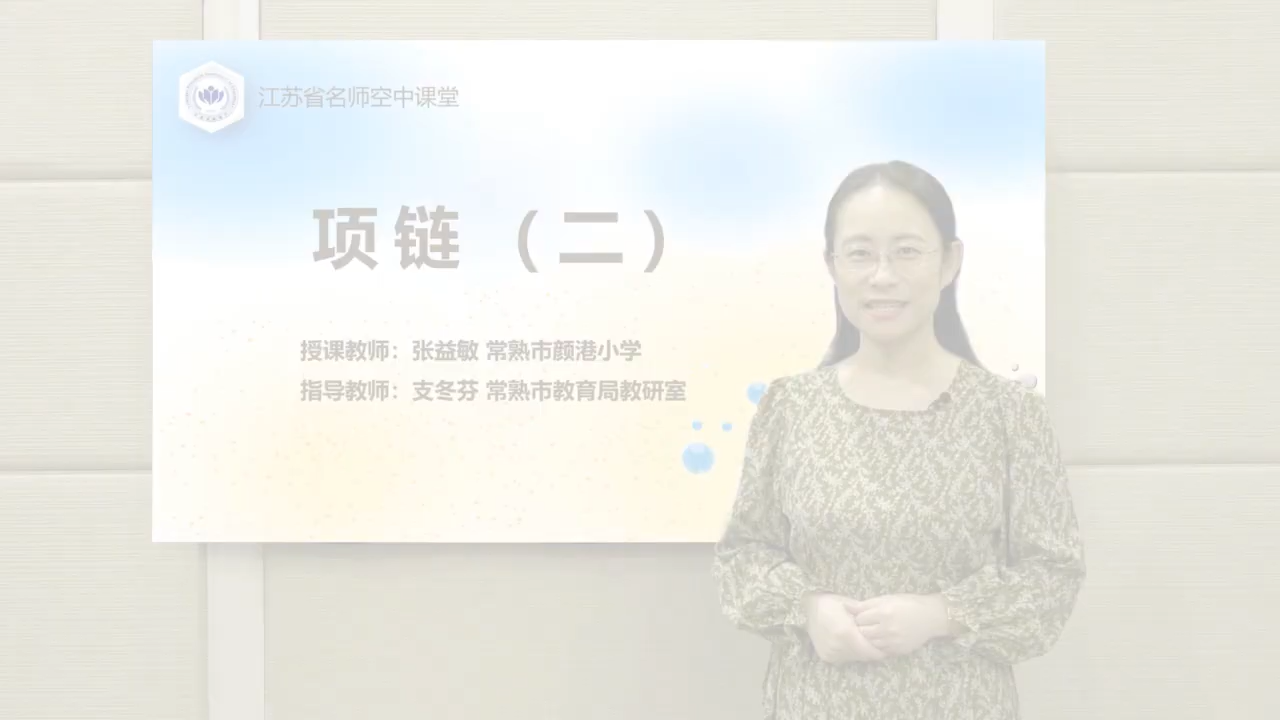 江苏省名师空中课堂
项链（二）
授课教师：张益敏 常熟市颜港小学
指导教师：支冬芬 常熟市教育局教研室